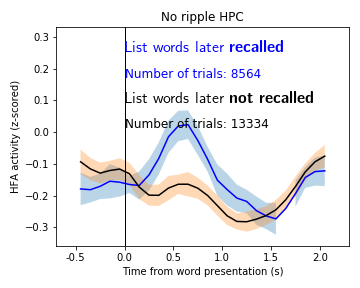 No ripple HPC
HFA activity (z-scored)
0.3
0.2
0.1
0.0
−0.1
−0.2
−0.3
List words later recalled
Number of trials: 8564
List words later not recalled
Number of trials: 13334
-0.5
0.0
0.5
1.0
1.5
2.0
Time from word presentation (s)